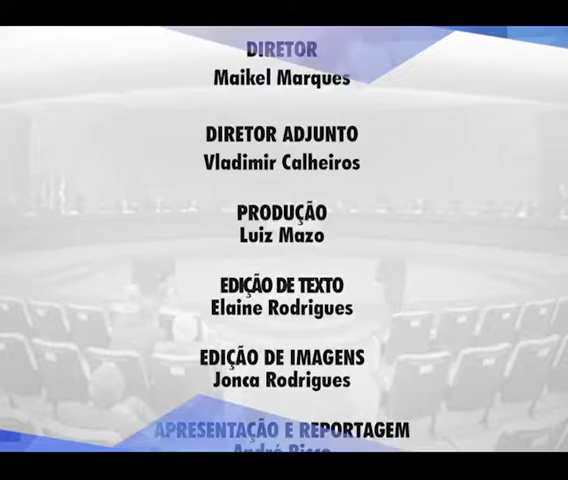 DIRETOR
Maikel Marques
DIRETOR ADJUNTO
Vladimir Calheiros
PRODUÇÃO
Luiz Mazo
EDIÇÃO DE TEXTO
Elaine Rodrigues
EDIÇÃO DE IMAGENS
Jonca Rodrigues
APRESENTAÇÃO E REPORTAGEM
André